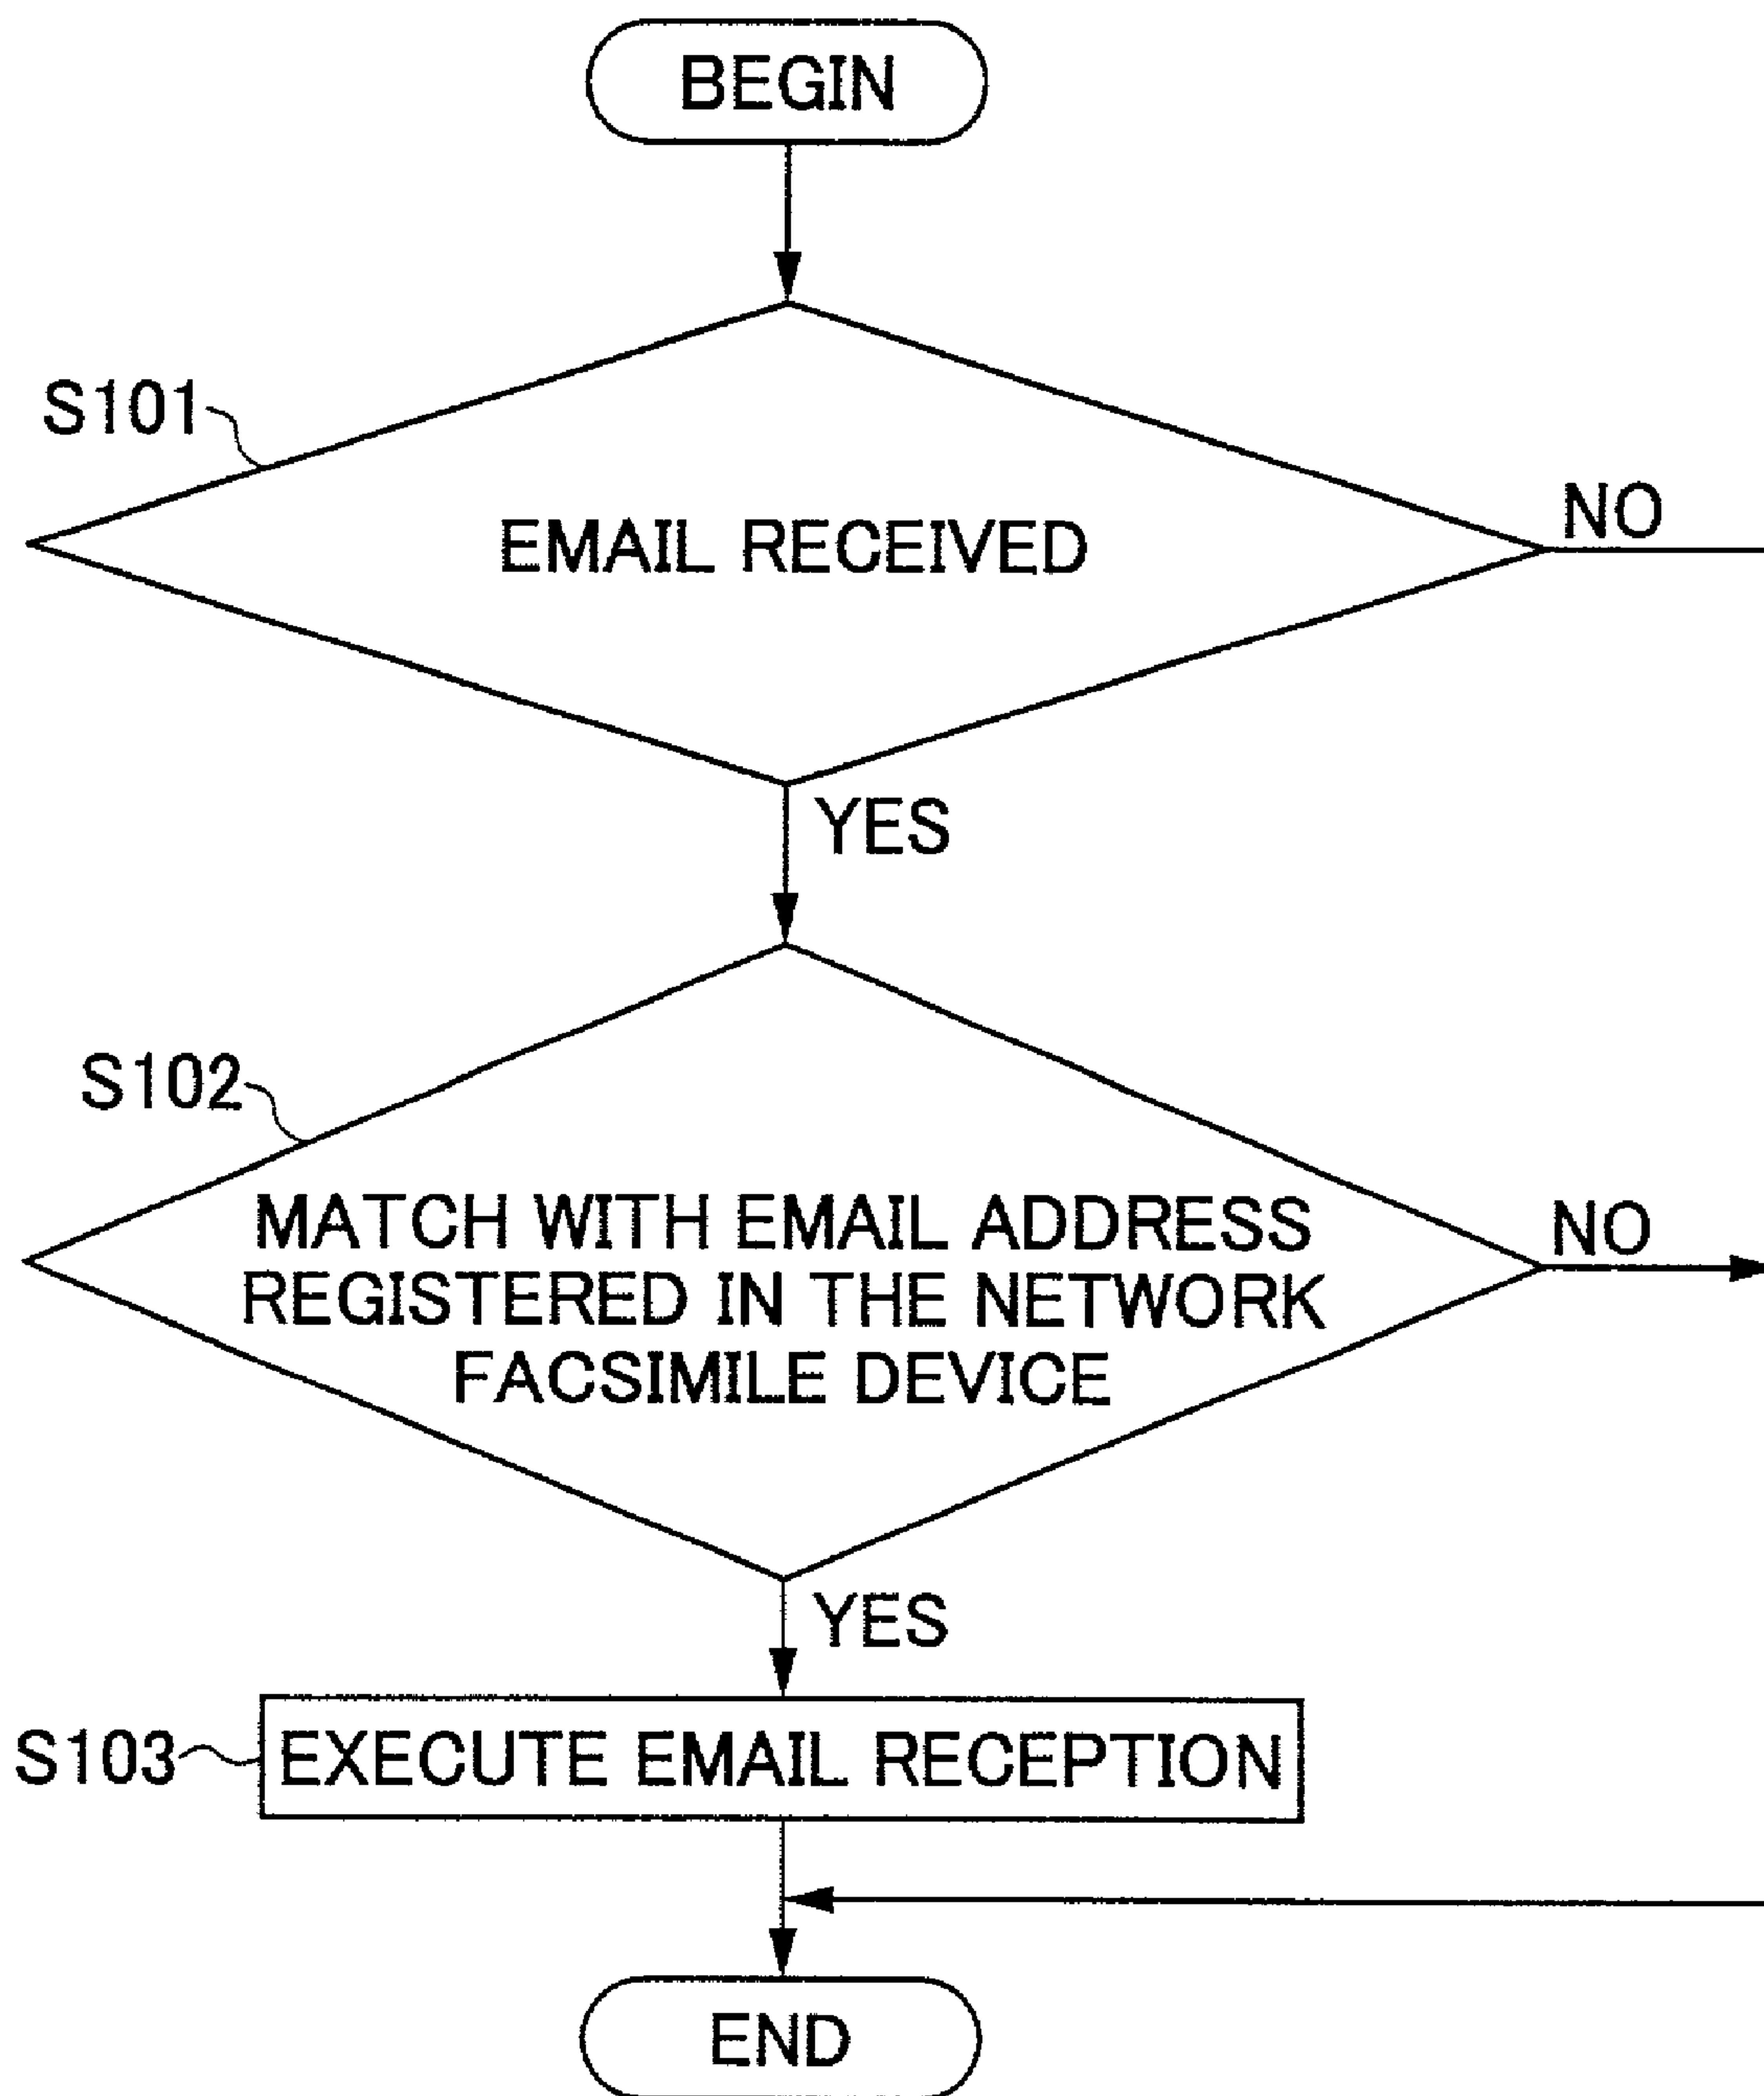 BEGIN
S101
EMAIL RECEIVED
NO
YES
S102
MATCH WITH EMAIL ADDRESS
REGISTERED IN THE NETWORK
FACSIMILE DEVICE
NO
YES
S103
EXECUTE EMAIL RECEPTION
END